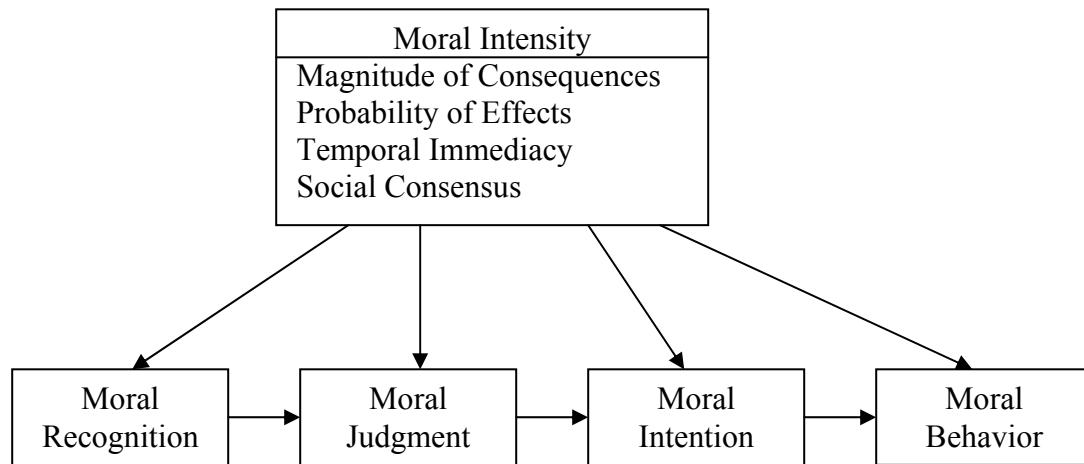 Moral Intensity
Magnitude of Consequences
Probability of Effects
Temporal Immediacy
Social Consensus
Moral
Recognition
Moral
Judgment
Moral
Intention
Moral
Behavior